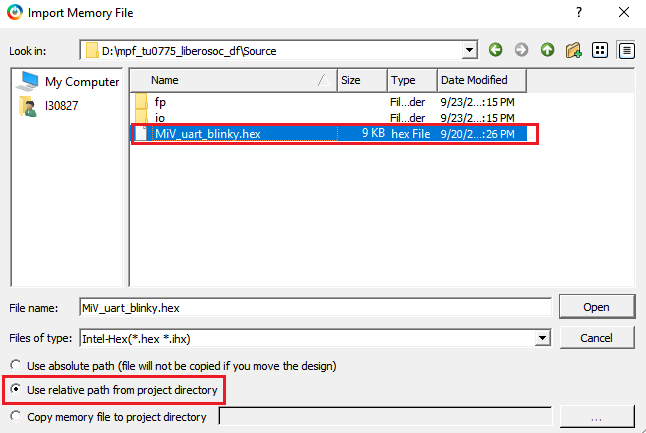 Import Memory File
Look in: D:\mpf_tu0775_liberosoc_df\Source
My Computer
I30827
Name Size Type Date Modified
fp Fil...der 9/23/2...:15 PM
io Fil...der 9/23/2...:15 PM
MiV_uart_blinky.hex 9 KB hex File 9/20/2...:26 PM
File name: MiV_uart_blinky.hex Open
Files of type: Intel-Hex(*.hex *.ihx) Cancel
Use absolute path (file will not be copied if you move the design)
Use relative path from project directory
Copy memory file to project directory ...